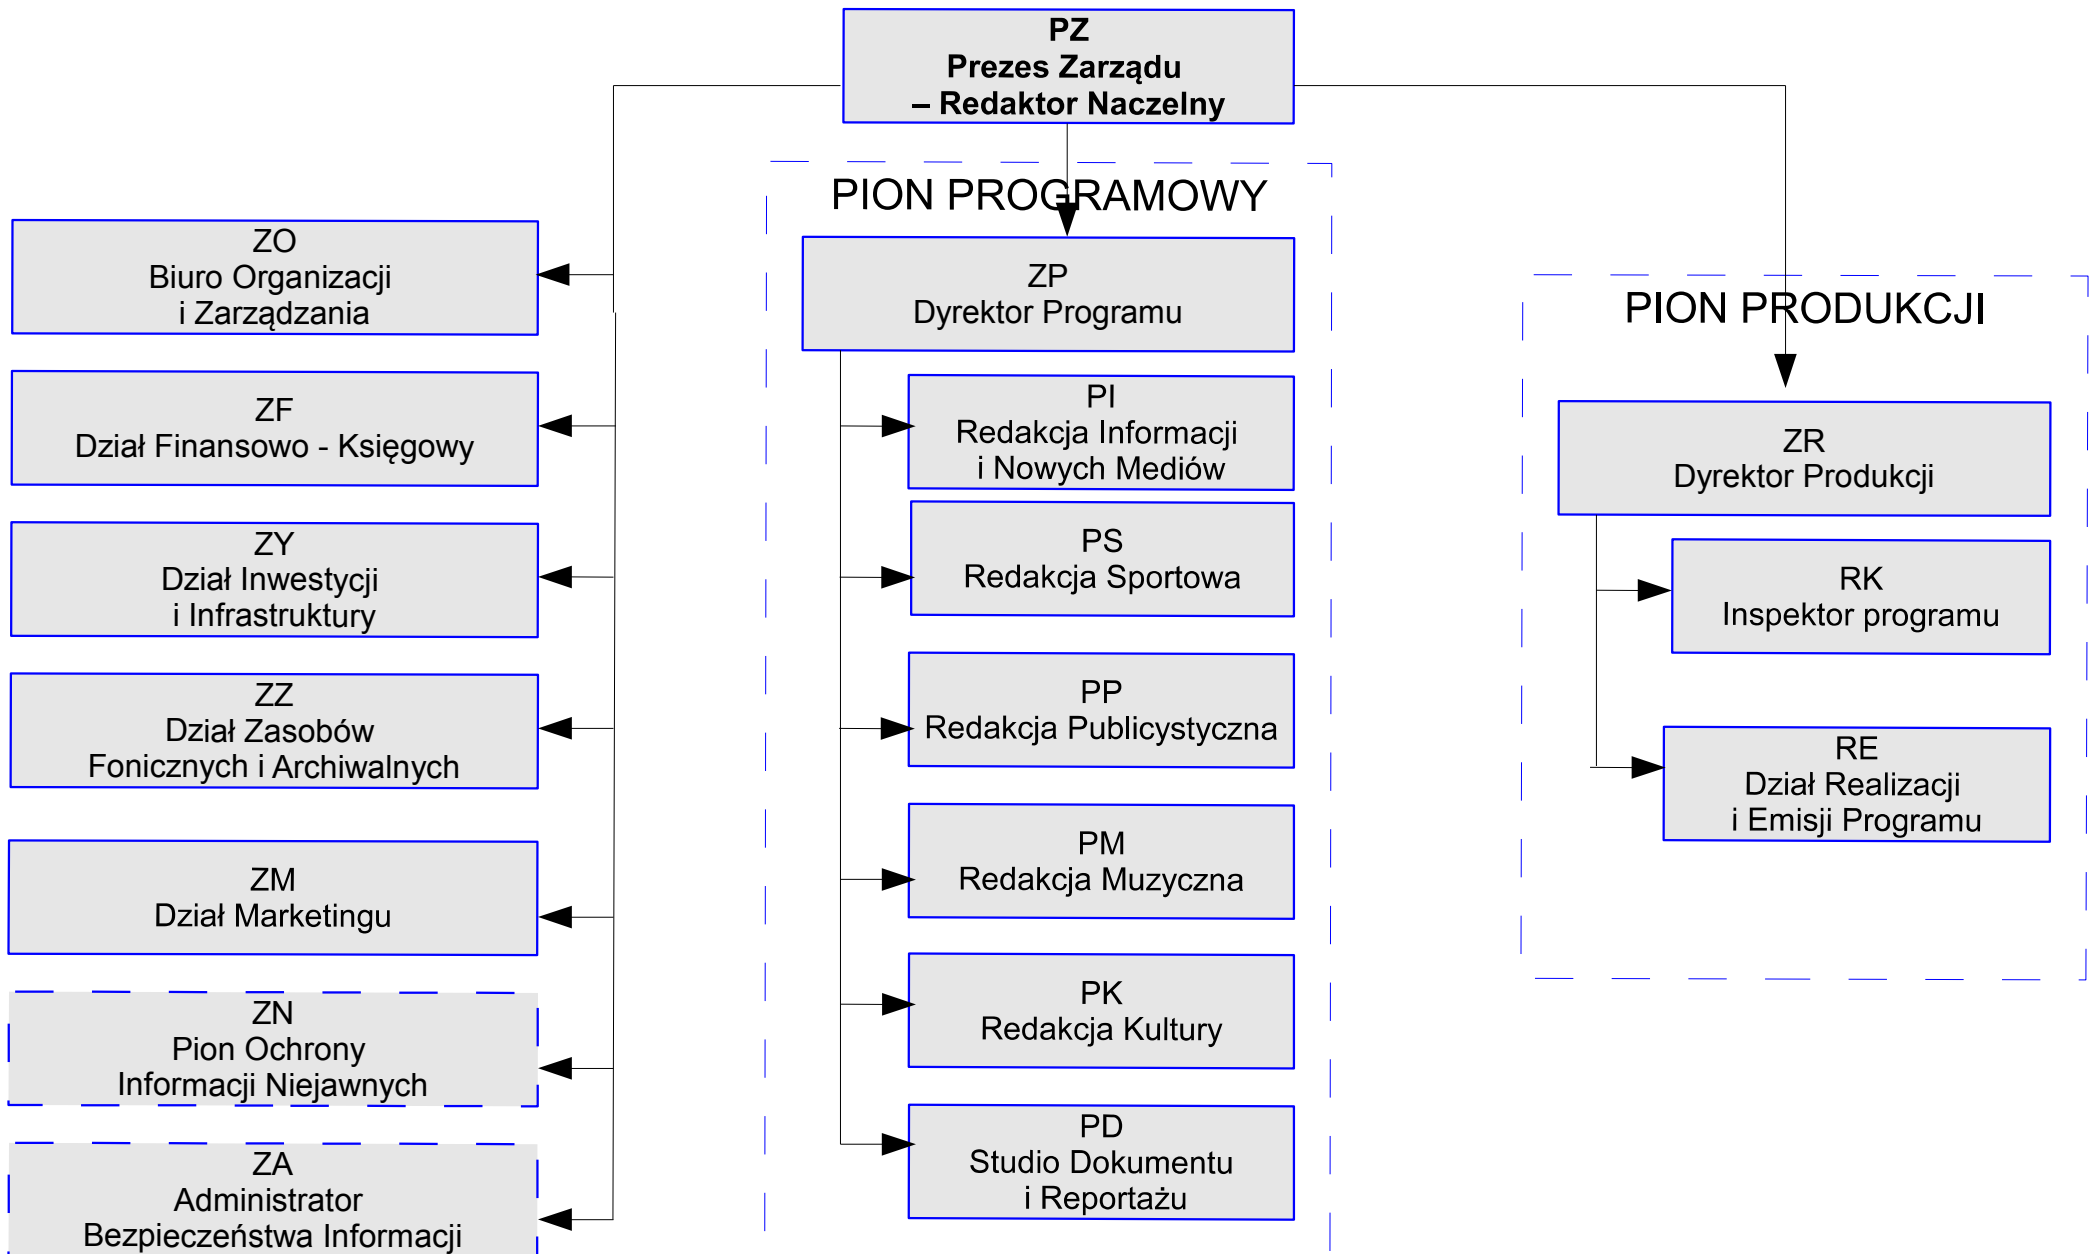 PZ
Prezes Zarządu
– Redaktor Naczelny
ZO
Biuro Organizacji
i Zarządzania
ZF
Dział Finansowo - Księgowy
ZY
Dział Inwestycji
i Infrastruktury
ZZ
Dział Zasobów
Fonicznych i Archiwalnych
ZM
Dział Marketingu
ZN
Pion Ochrony
Informacji Niejawnych
ZA
Administrator
Bezpieczeństwa Informacji
PION PROGRAMOWY
ZP
Dyrektor Programu
PI
Redakcja Informacji
i Nowych Mediów
PS
Redakcja Sportowa
PP
Redakcja Publicystyczna
PM
Redakcja Muzyczna
PK
Redakcja Kultury
PD
Studio Dokumentu
i Reportażu
PION PRODUKCJI
ZR
Dyrektor Produkcji
RK
Inspektor programu
RE
Dział Realizacji
i Emisji Programu